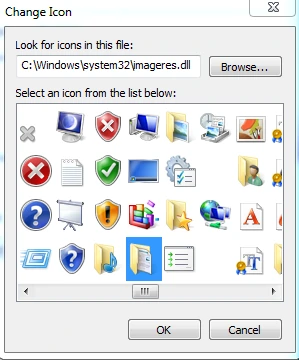 Change Icon
Look for icons in this file:
C:\Windows\system32\imageres.dll
Browse...
Select an icon from the list below:
OK
Cancel